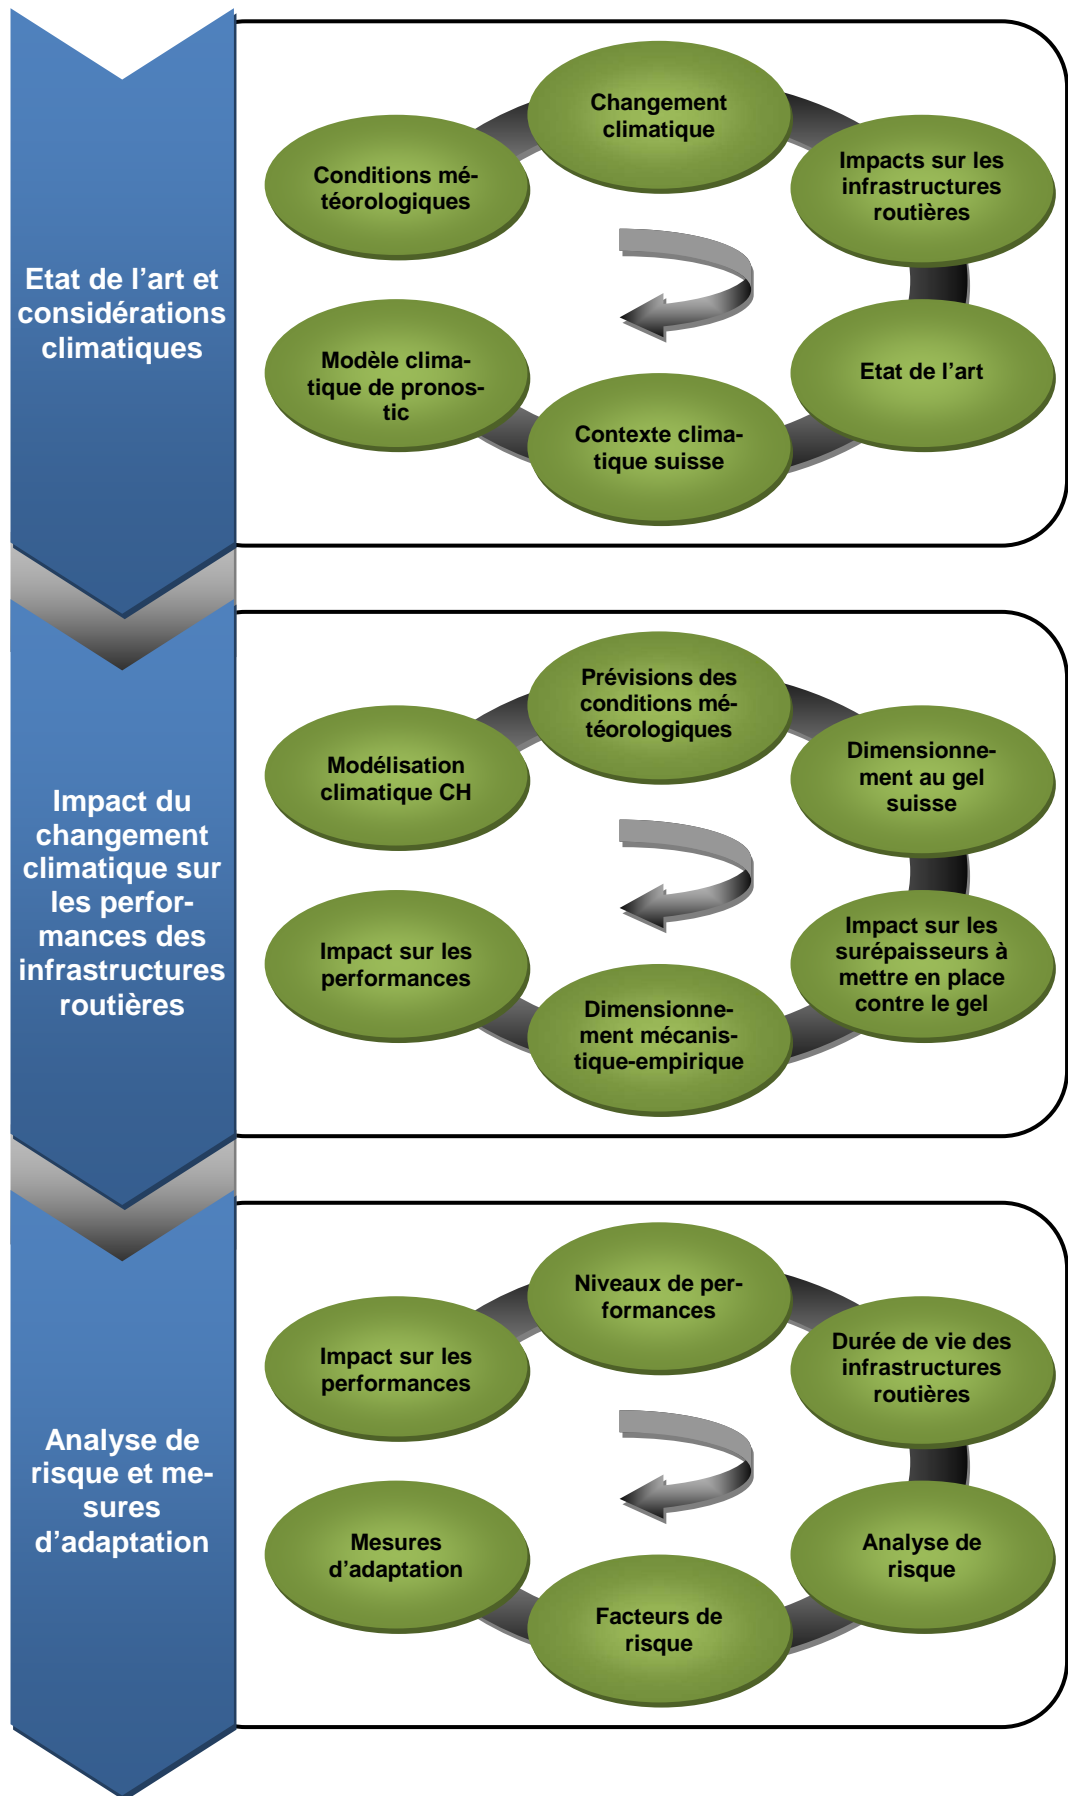 Etat de l’art et
considérations
climatiques
Conditions mé-
téorologiques
Changement
climatique
Impacts sur les
infrastructures
routières
Etat de l’art
Contexte clima-
tique suisse
Modèle clima-
tique de pronos-
tic
Impact du
changement
climatique sur
les perfor-
mances des
infrastructures
routières
Modélisation
climatique CH
Prévisions des
conditions mé-
téorologiques
Dimensionne-
ment au gel
suisse
Impact sur les
surépaisseurs à
mettre en place
contre le gel
Dimensionne-
ment mécanis-
tique-empirique
Impact sur les
performances
Analyse de
risque et me-
sures
d’adaptation
Impact sur les
performances
Niveaux de per-
formances
Durée de vie des
infrastructures
routières
Analyse de
risque
Facteurs de
risque
Mesures
d’adaptation